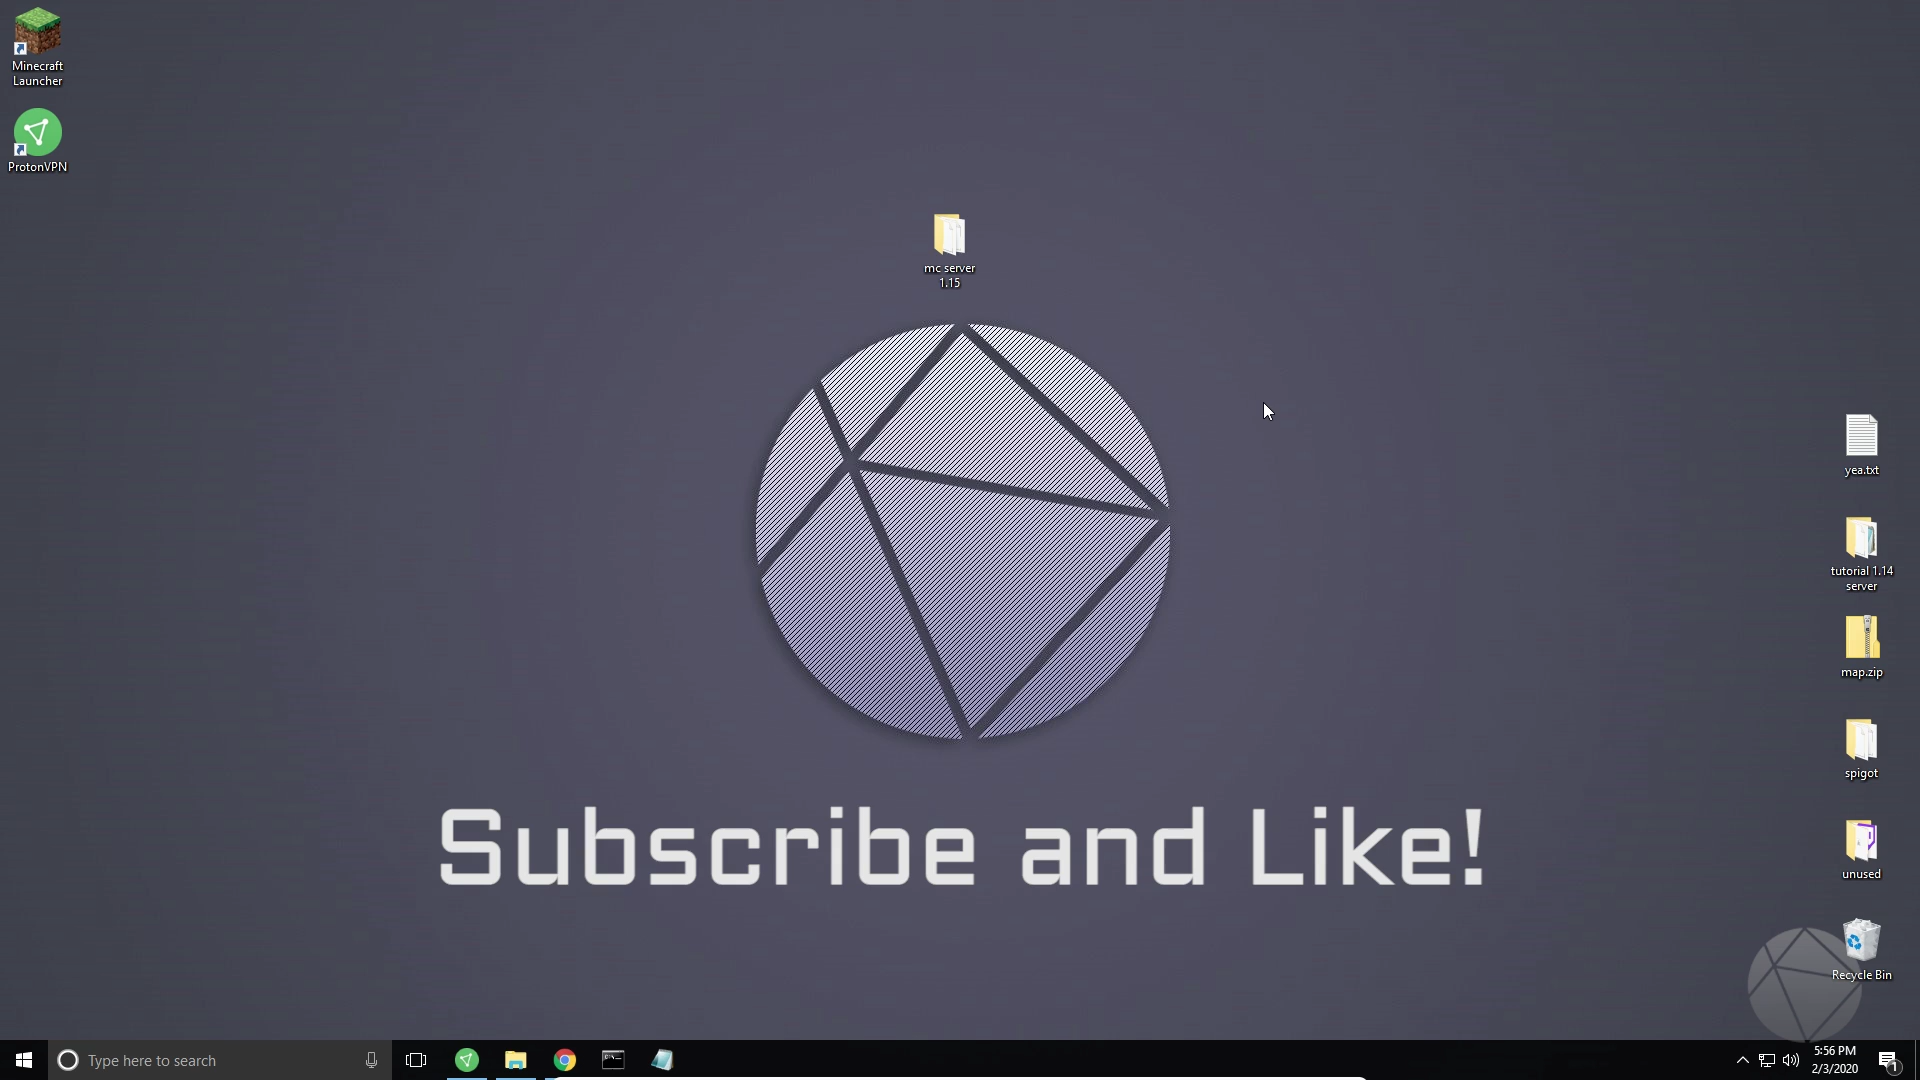 Minecraft
Launcher
ProtonVPN
mc server
1.15
yea.txt
tutorial 1.14
server
map.zip
spigot
unused
Recycle Bin
Subscribe and Like!
Type here to search
5:56 PM
2/3/2020
1